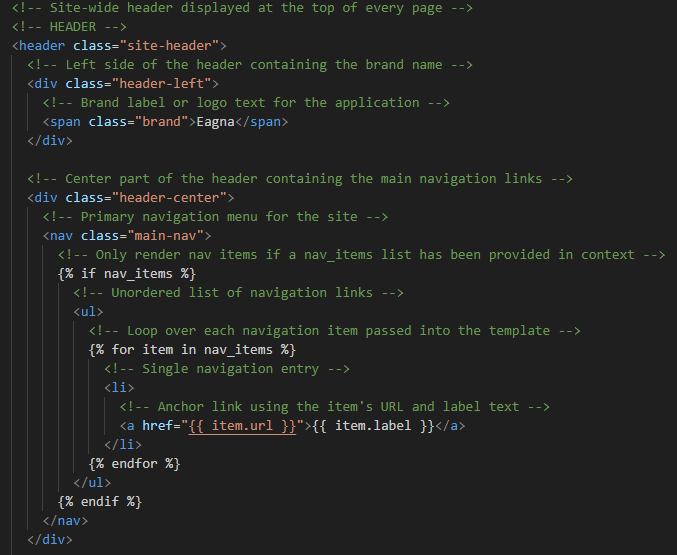 <!-- Site-wide header displayed at the top of every page -->
<!-- HEADER -->
<header class="site-header">
<!-- Left side of the header containing the brand name -->
<div class="header-left">
<!-- Brand label or logo text for the application -->
<span class="brand">Eagna</span>
</div>
<!-- Center part of the header containing the main navigation links -->
<div class="header-center">
<!-- Primary navigation menu for the site -->
<nav class="main-nav">
<!-- Only render nav items if a nav_items list has been provided in context -->
{% if nav_items %}
<!-- Unordered list of navigation links -->
<ul>
<!-- Loop over each navigation item passed into the template -->
{% for item in nav_items %}
<!-- Single navigation entry -->
<li>
<!-- Anchor link using the item's URL and label text -->
<a href="{{ item.url }}">{{ item.label }}</a>
</li>
{% endfor %}
</ul>
{% endif %}
</nav>
</div>